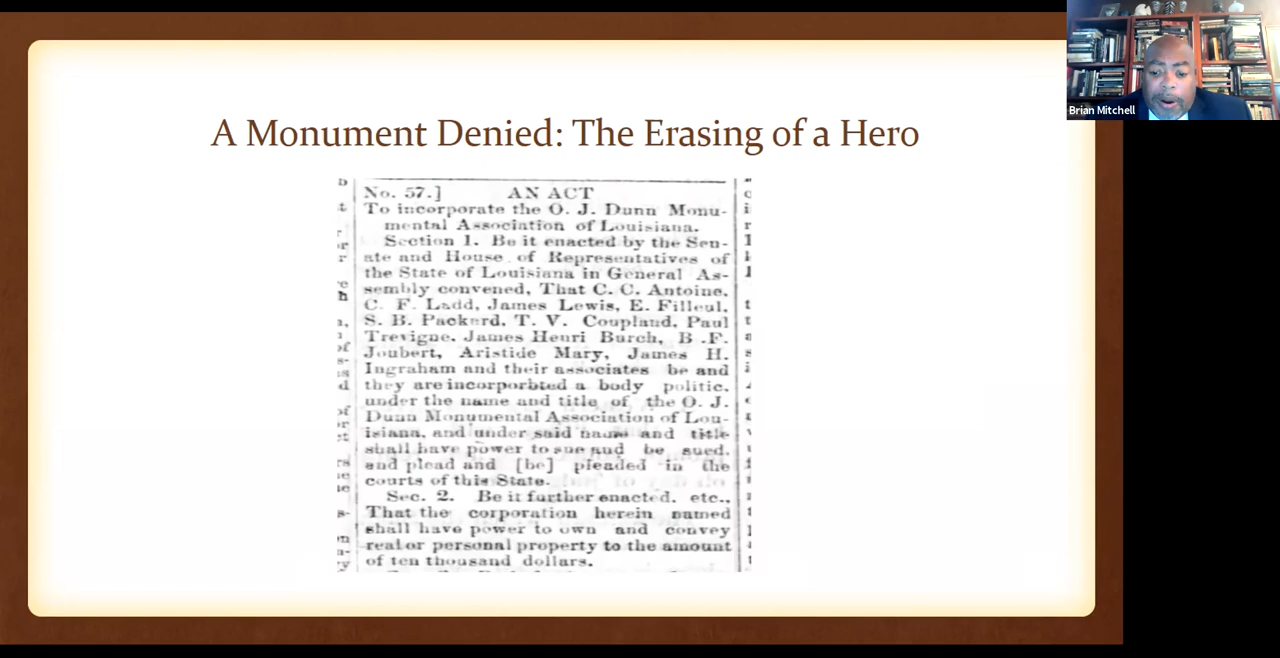 A Monument Denied: The Erasing of a Hero
Brian Mitchell
No. 57.] AN ACT
To incorporate the O. J. Dunn Monu-
mental Association of Louisiana.
Section 1. Be it enacted by the Sen-
ate and House of Representatives of
the State of Louisiana in General As-
sembly convened, That C. C. Antoine,
C. F. Ladd, James Lewis, E. Filleul,
S. B. Packard, T. V. Coupland, Paul
Trevigne, James Henri Burch, B .F.
Joubert, Aristide Mary, James H.
Ingraham and their associates be and
they are incorporbted a body politic,
under the name and title of the O. J.
Dunn Monumental Association of Lou-
isiana, and under said name and title
shall have power to sue and be sued,
and plead and [be] pleaded in the
courts of this State.
Sec. 2. Be it further enacted, etc.,
That the corporation herein named
shall have power to own and convey
real or personal property to the amount
of ten thousand dollars.